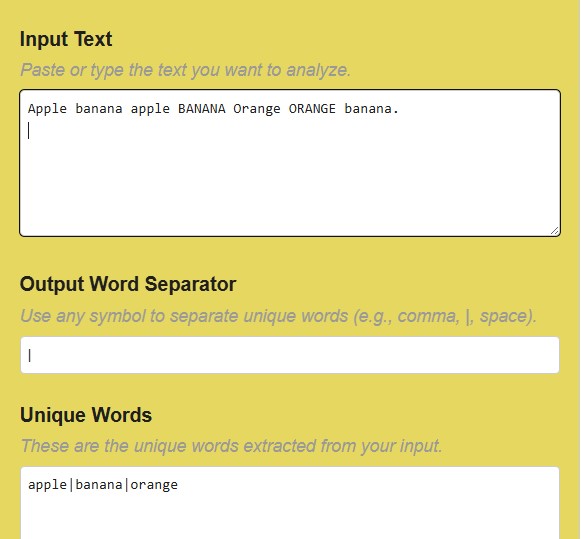 Input Text
Paste or type the text you want to analyze.
Apple banana apple BANANA Orange ORANGE banana.
Output Word Separator
Use any symbol to separate unique words (e.g., comma, |, space).
|
Unique Words
These are the unique words extracted from your input.
apple|banana|orange